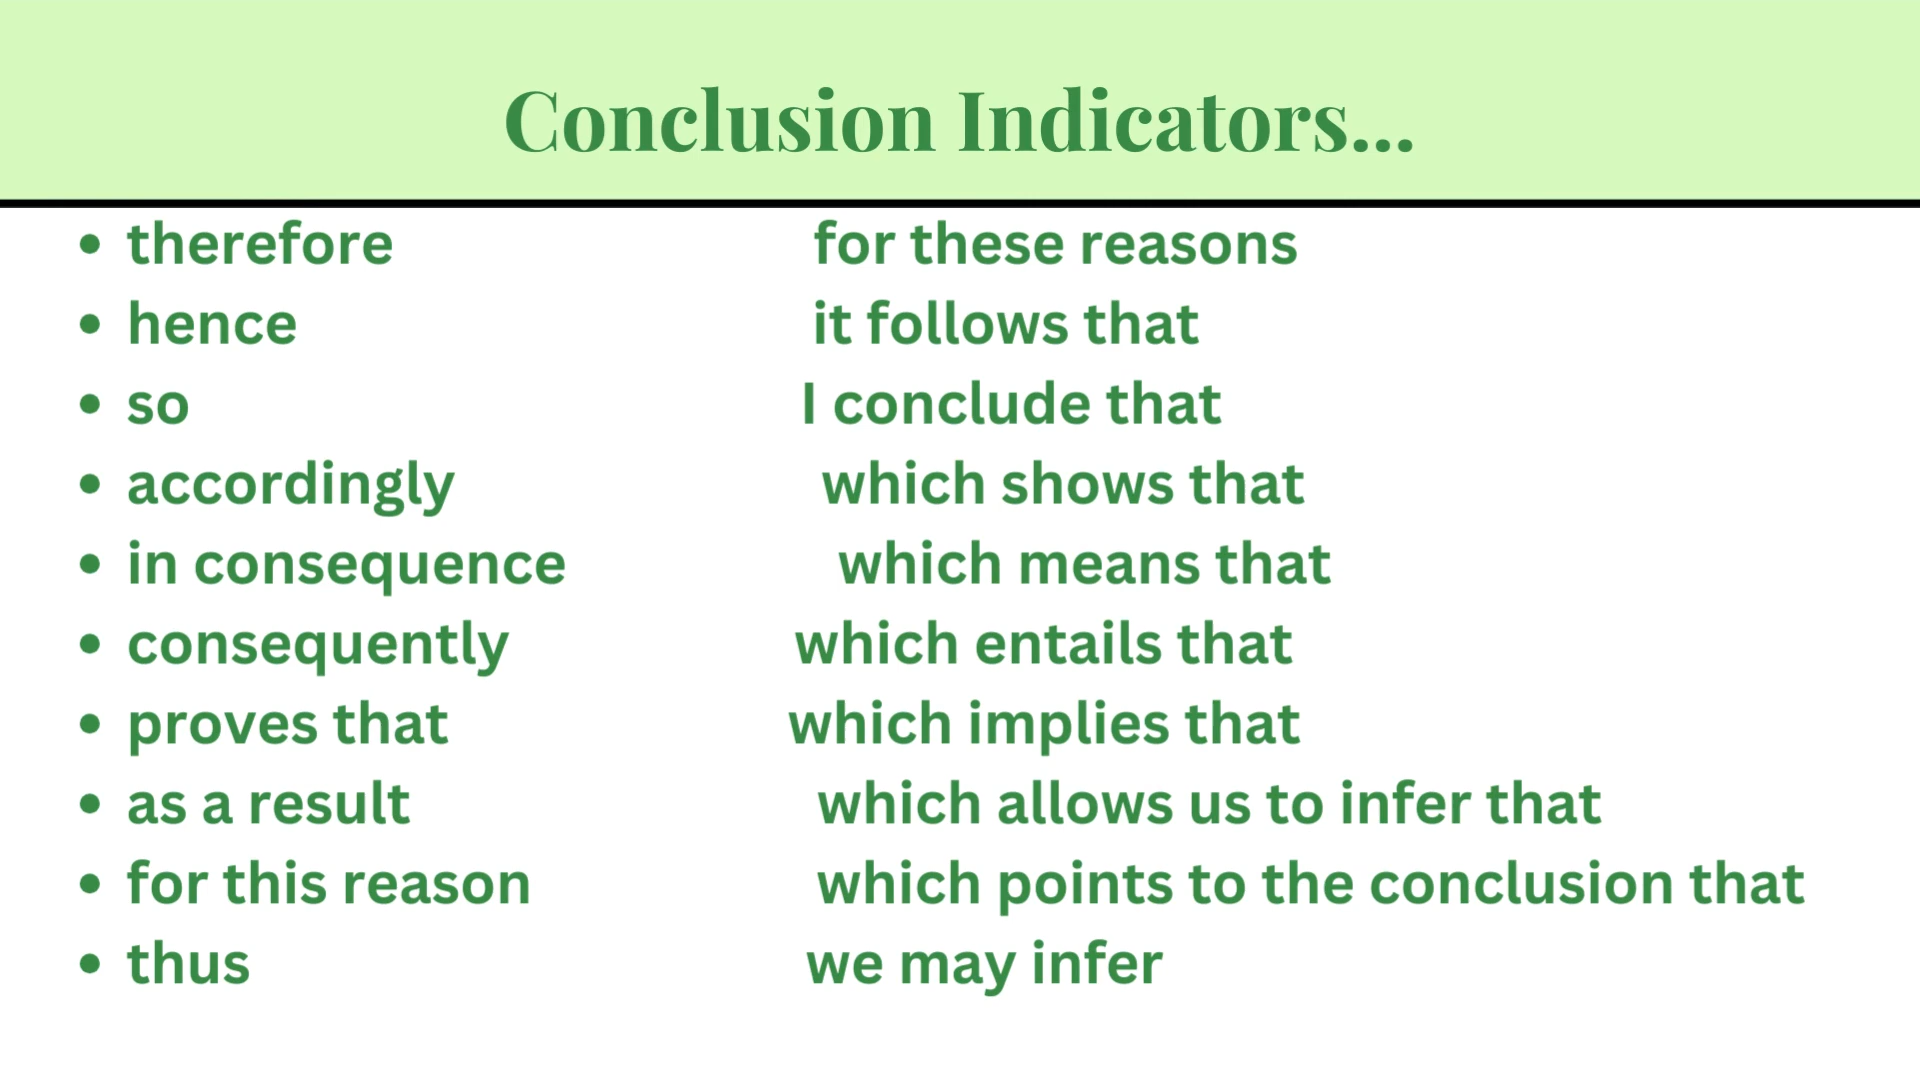 Conclusion Indicators...
• therefore for these reasons
• hence it follows that
• so I conclude that
• accordingly which shows that
• in consequence which means that
• consequently which entails that
• proves that which implies that
• as a result which allows us to infer that
• for this reason which points to the conclusion that
• thus we may infer